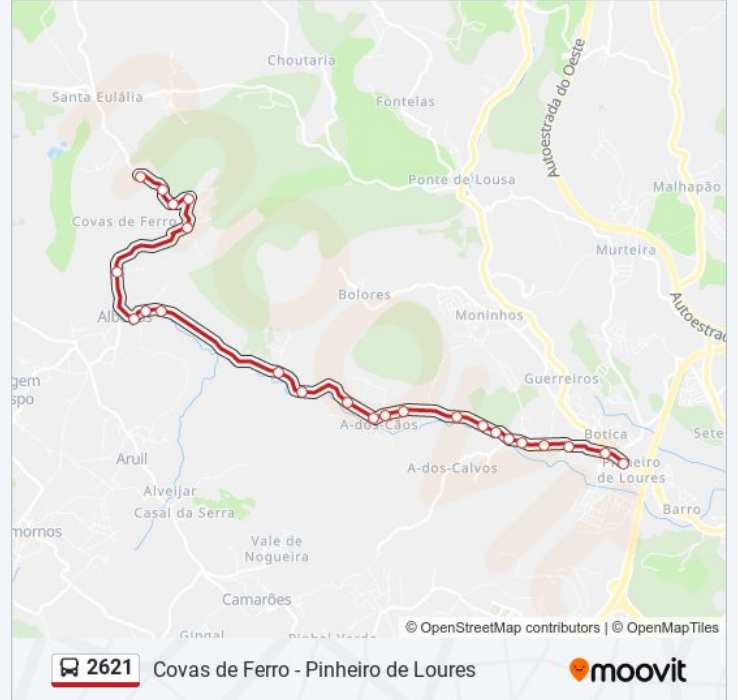 Choutaria
Santa Eulália
Fontelas
Autoestrada do Oeste
Ponte de Lousa
Malhapão
Covas de Ferro
Murteira
Bolores
Autoestrad
Moninhos
gem
spo
Guerreiros
A-dos-Cãos
Botica
Sete
Aruil
A-dos-Calvos
Pinheiro
de Loures
Alveijar
Casal da Serra
Barro
mornos
Vale de
Nogueira
Camarões
© OpenStreetMap contributors | © OpenMapTiles
2621 Covas de Ferro - Pinheiro de Loures
moovit